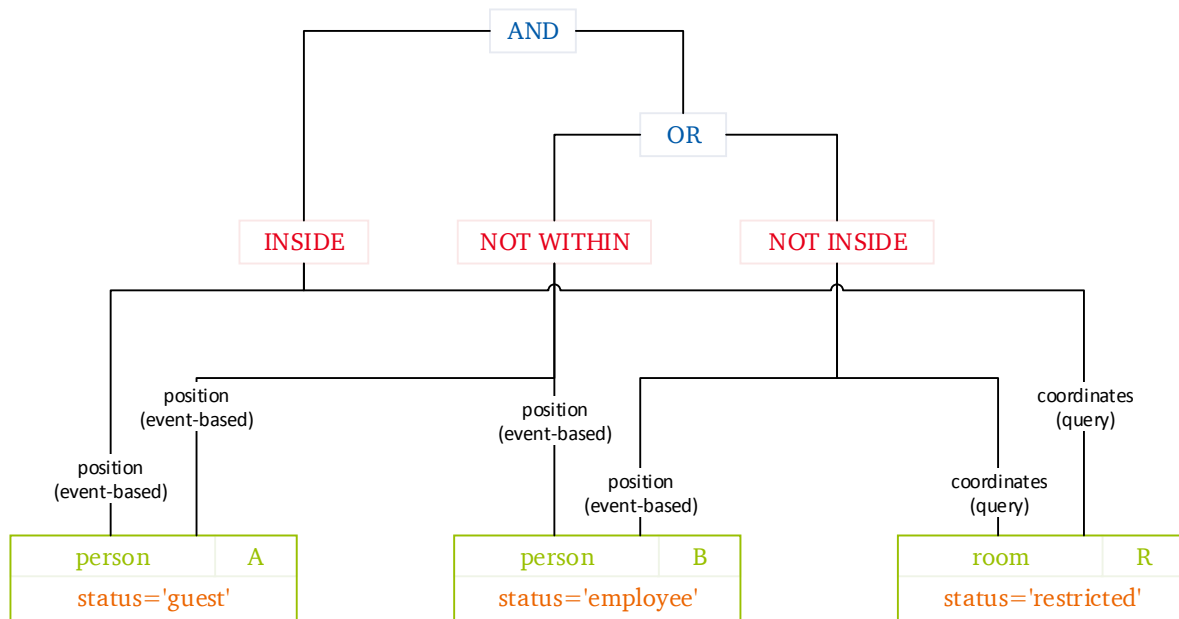 AND
OR
INSIDE
NOT WITHIN
NOT INSIDE
position
(event-based)
position
(event-based)
coordinates
(query)
position
(event-based)
position
(event-based)
coordinates
(query)
person A
person B
room R
status='guest'
status='employee'
status='restricted'